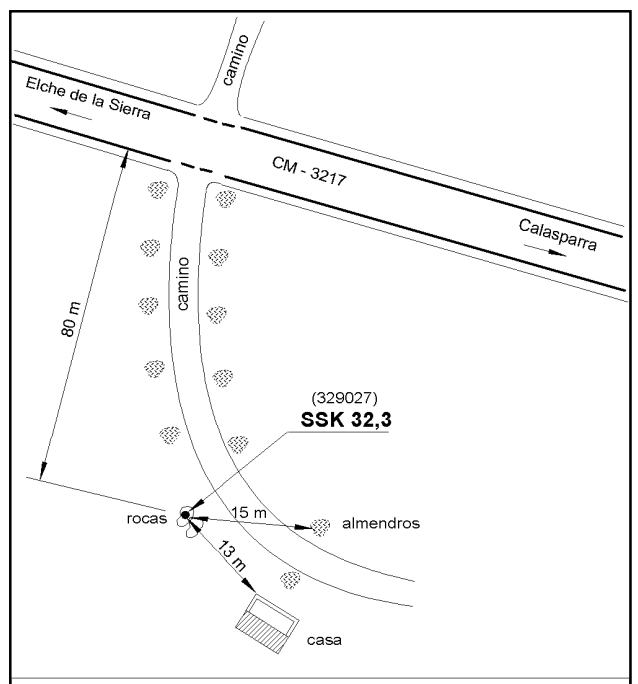 camino
Elche de la Sierra
CM - 3217
Calasparra
camino
80 m
(329027)
SSK 32,3
rocas
15 m
almendros
13 m
casa